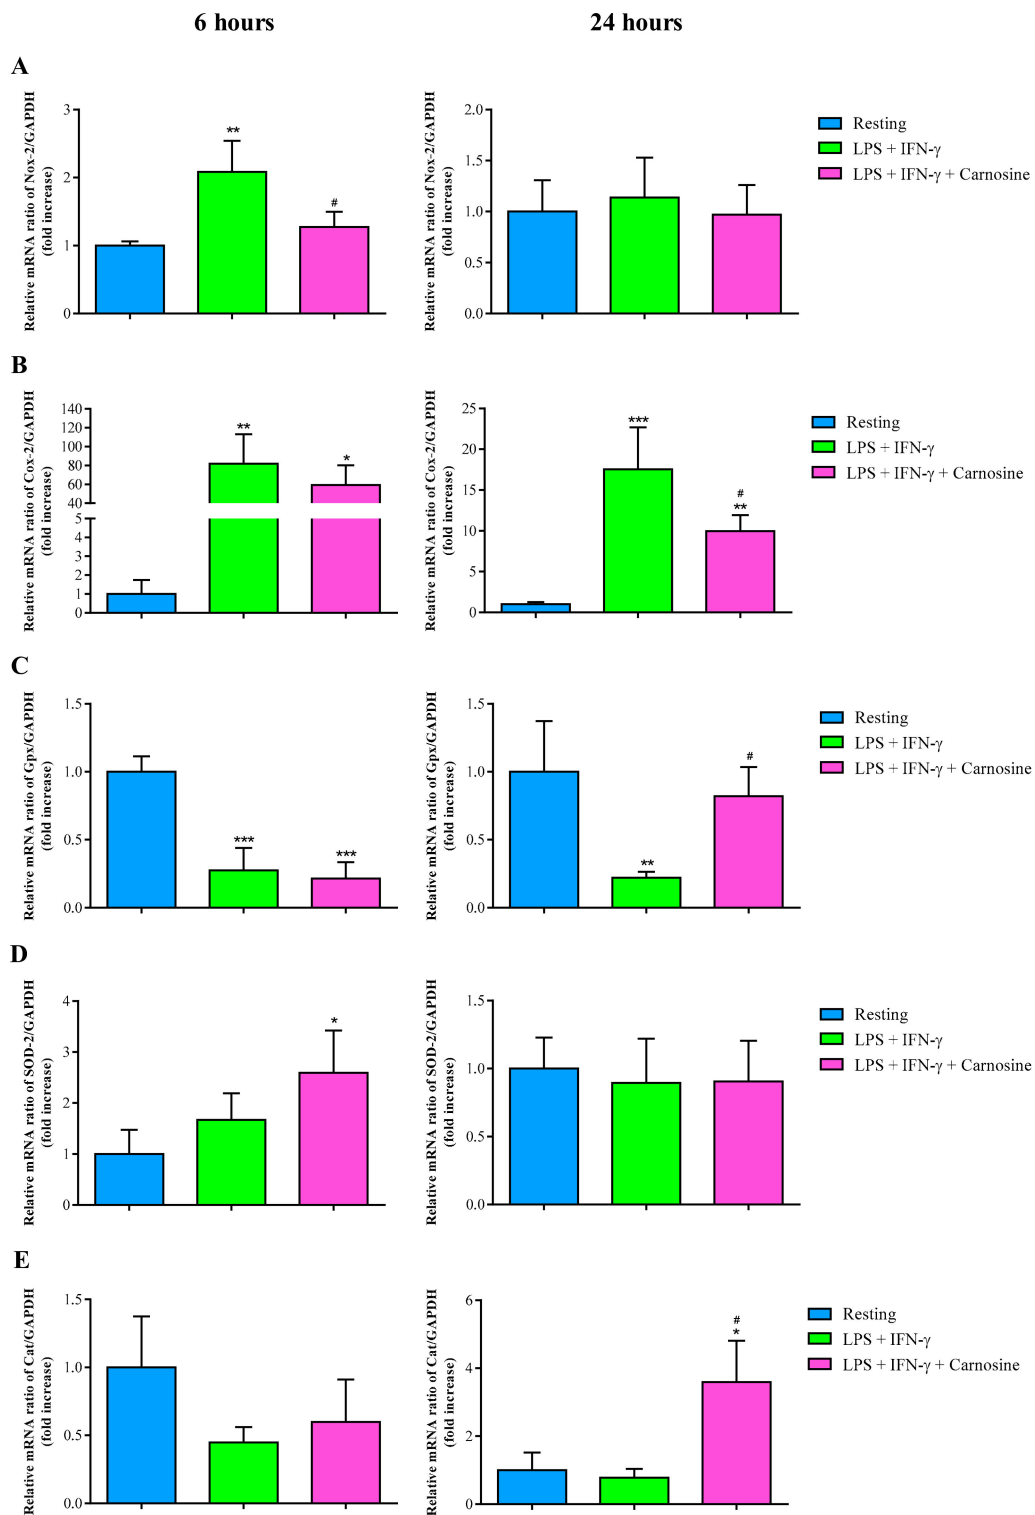 6 hours
24 hours
A
Relative mRNA ratio of Nox-2/GAPDH
(fold increase)
3
2
1
0
**
#
Relative mRNA ratio of Nox-2/GAPDH
(fold increase)
2.0
1.5
1.0
0.5
0.0
Resting
LPS + IFN-γ
LPS + IFN-γ + Carnosine
B
Relative mRNA ratio of Cox-2/GAPDH
(fold increase)
140
120
100
80
60
40
5
4
3
2
1
0
**
*
Relative mRNA ratio of Cox-2/GAPDH
(fold increase)
25
20
15
10
5
0
***
#
**
Resting
LPS + IFN-γ
LPS + IFN-γ + Carnosine
C
Relative mRNA ratio of Gpx/GAPDH
(fold increase)
1.5
1.0
0.5
0.0
***
***
Relative mRNA ratio of Gpx/GAPDH
(fold increase)
1.5
1.0
0.5
0.0
**
#
Resting
LPS + IFN-γ
LPS + IFN-γ + Carnosine
D
Relative mRNA ratio of SOD-2/GAPDH
(fold increase)
4
3
2
1
0
*
Relative mRNA ratio of SOD-2/GAPDH
(fold increase)
1.5
1.0
0.5
0.0
Resting
LPS + IFN-γ
LPS + IFN-γ + Carnosine
E
Relative mRNA ratio of Cat/GAPDH
(fold increase)
1.5
1.0
0.5
0.0
Relative mRNA ratio of Cat/GAPDH
(fold increase)
6
4
2
0
#
*
Resting
LPS + IFN-γ
LPS + IFN-γ + Carnosine